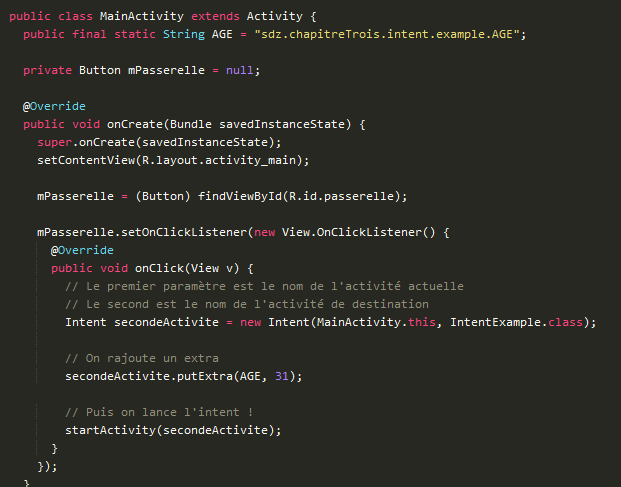 public class MainActivity extends Activity {
  public final static String AGE = "sdz.chapitreTrois.intent.example.AGE";

  private Button mPasserelle = null;

  @Override
  public void onCreate(Bundle savedInstanceState) {
    super.onCreate(savedInstanceState);
    setContentView(R.layout.activity_main);

    mPasserelle = (Button) findViewById(R.id.passerelle);

    mPasserelle.setOnClickListener(new View.OnClickListener() {
      @Override
      public void onClick(View v) {
        // Le premier paramètre est le nom de l'activité actuelle
        // Le second est le nom de l'activité de destination
        Intent secondeActivite = new Intent(MainActivity.this, IntentExample.class);

        // On rajoute un extra
        secondeActivite.putExtra(AGE, 31);

        // Puis on lance l'intent !
        startActivity(secondeActivite);
      }
    });
  }